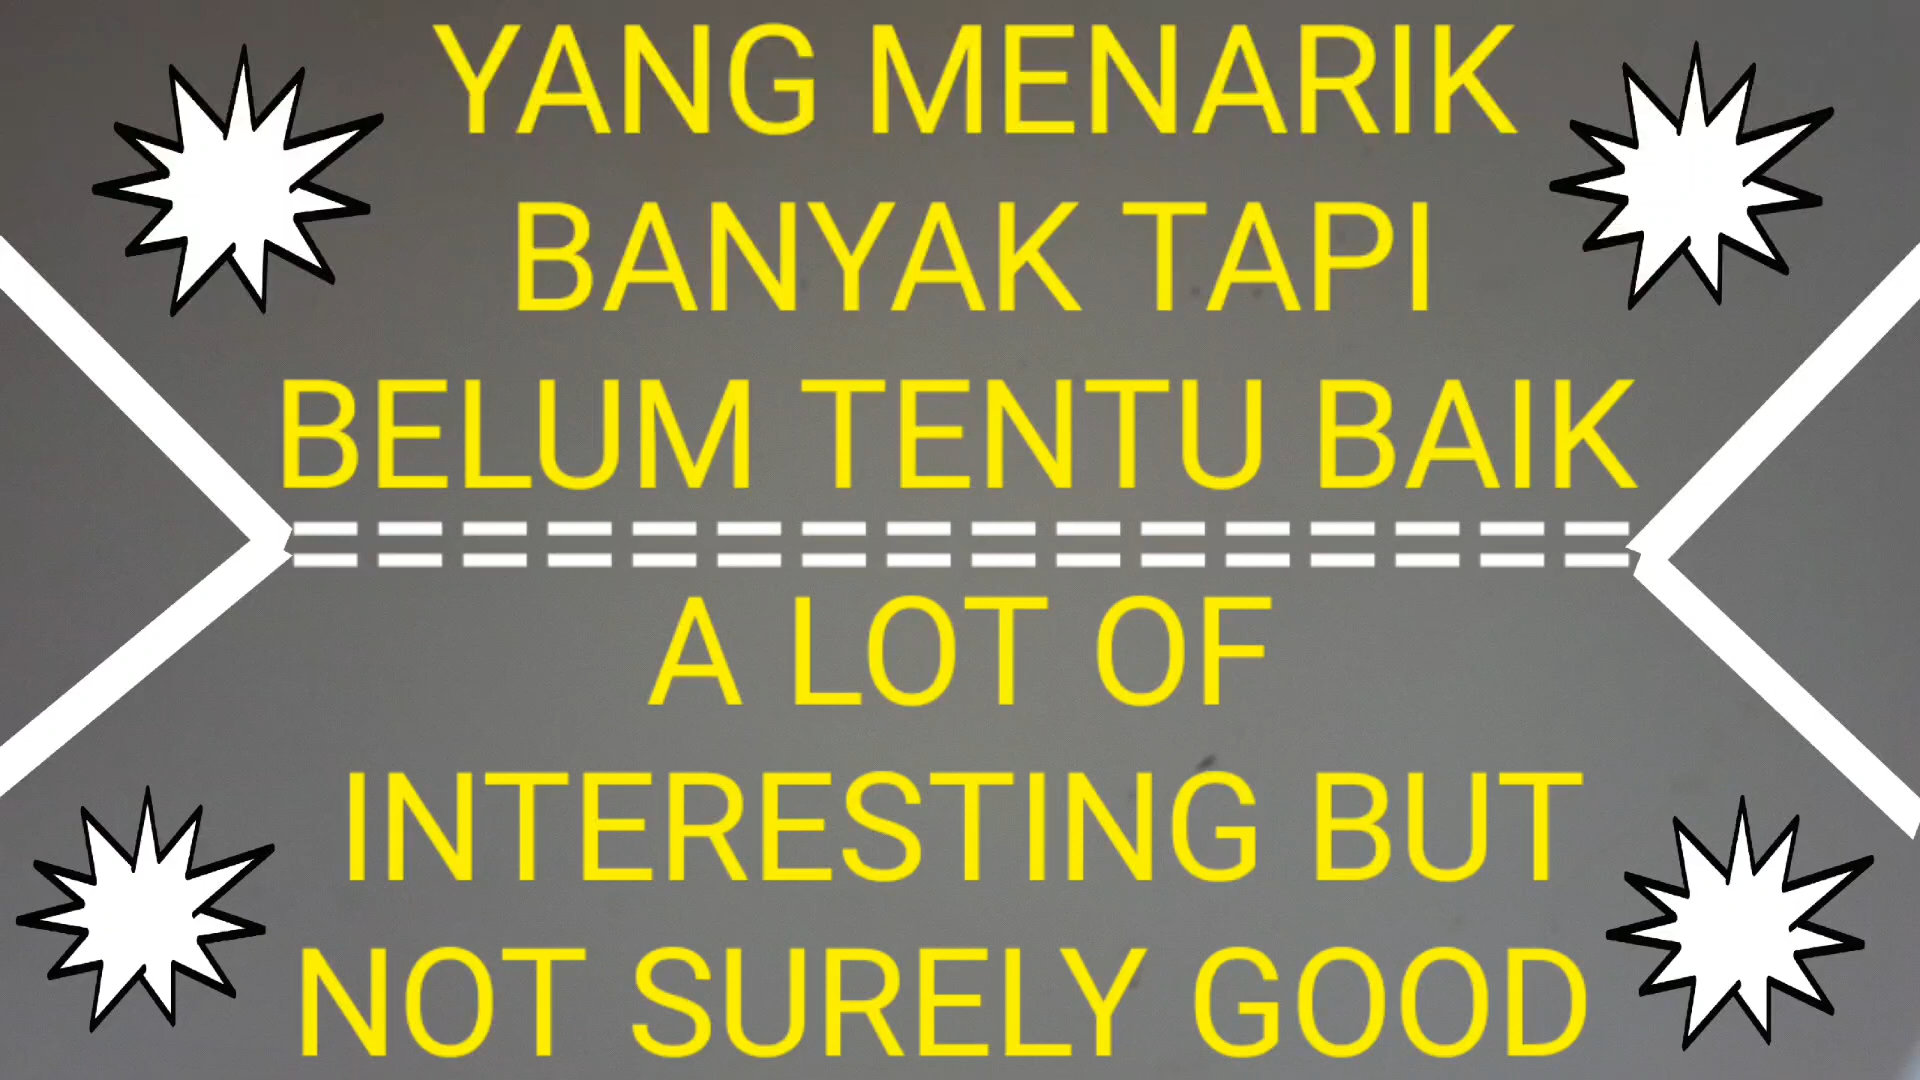 YANG MENARIK
BANYAK TAPI
BELUM TENTU BAIK
A LOT OF
INTERESTING BUT
NOT SURELY GOOD